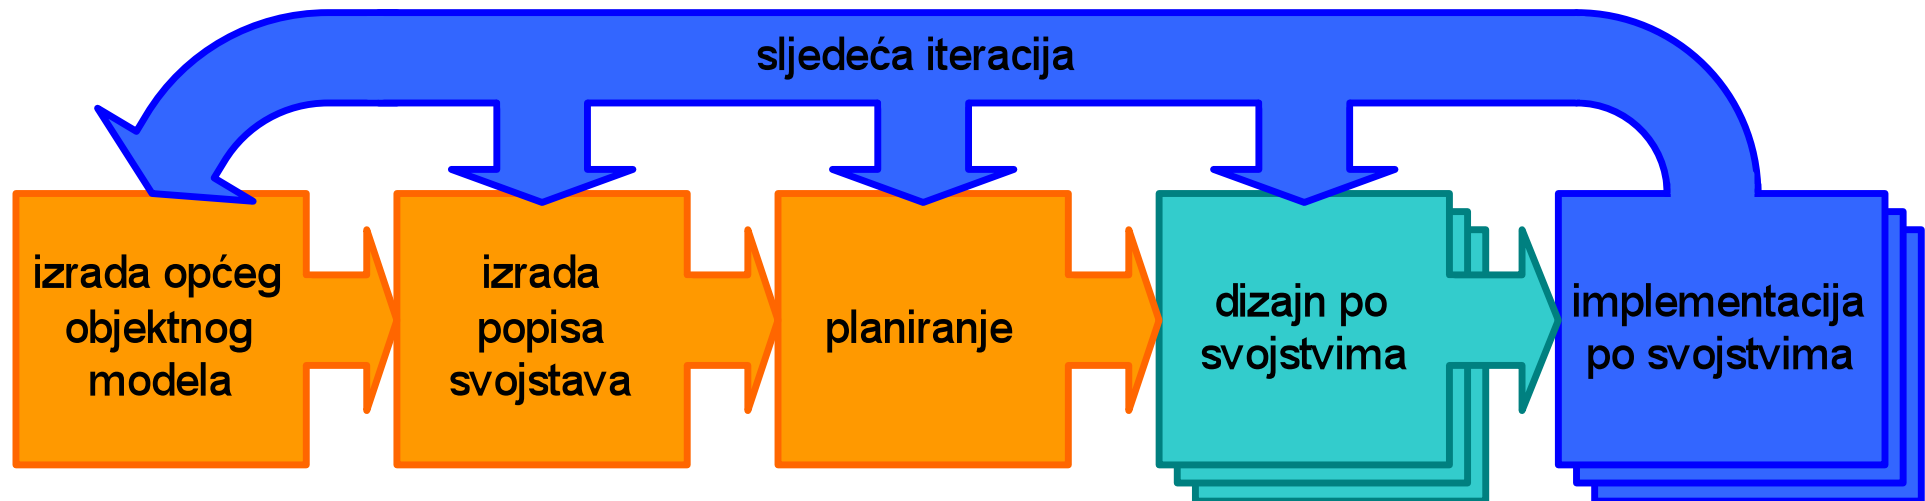 sljedeća iteracija
izrada općeg
objektnog
modela
izrada
popisa
svojstava
planiranje
dizajn po
svojstvima
implementacija
po svojstvima